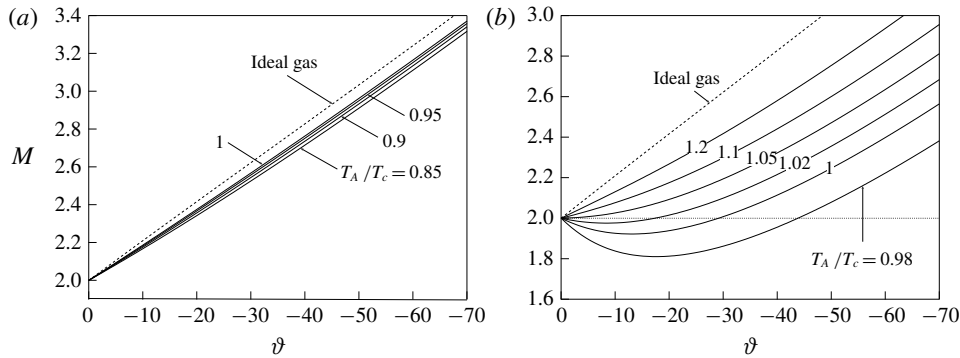 (a)
3.4
3.2
3.0
2.8
2.6
2.4
2.2
2.0
M
Ideal gas
1
0.95
0.9
T_A/T_c = 0.85
0 −10 −20 −30 −40 −50 −60 −70
ϑ
(b)
3.0
2.8
2.6
2.4
2.2
2.0
1.8
1.6
Ideal gas
1.2
1.1
1.05
1.02
1
T_A/T_c = 0.98
0 −10 −20 −30 −40 −50 −60 −70
ϑ